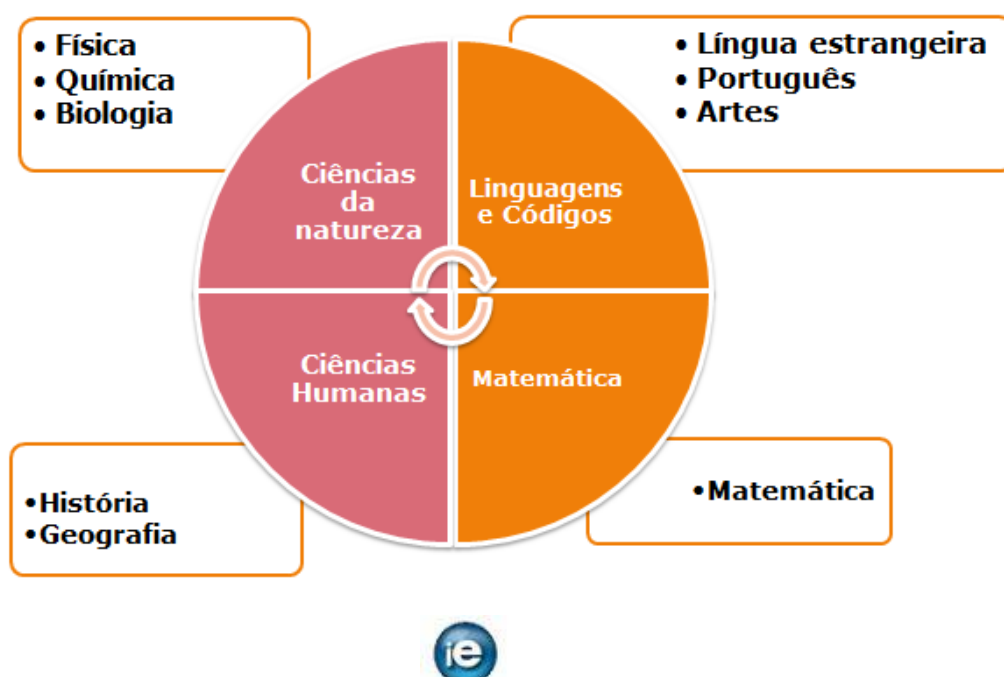 • Física
• Química
• Biologia
• Língua estrangeira
• Português
• Artes
Ciências
da
natureza
Linguagens
e Códigos
Ciências
Humanas
Matemática
•História
•Geografia
•Matemática
ie